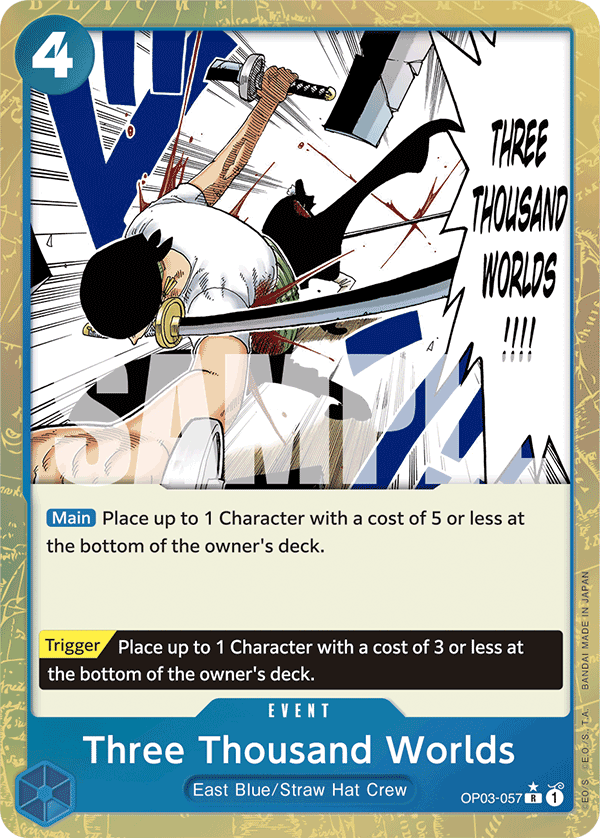 4
THREE
THOUSAND
WORLDS
!!!!
SAMPLE
Main Place up to 1 Character with a cost of 5 or less at
the bottom of the owner's deck.
Trigger Place up to 1 Character with a cost of 3 or less at
the bottom of the owner's deck.
EVENT
Three Thousand Worlds
East Blue/Straw Hat Crew
OP03-057 R 1
©E.O./S. ©E.O./S., T.A. BANDAI MADE IN JAPAN